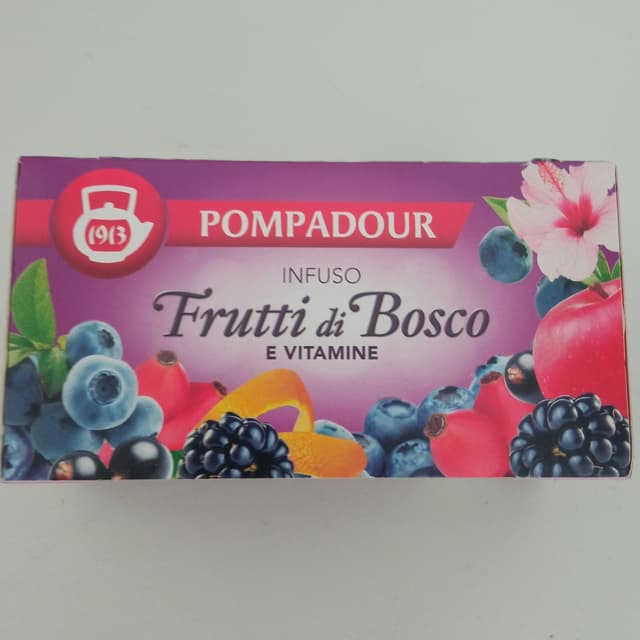 1913
POMPADOUR
INFUSO
Frutti di Bosco
E VITAMINE